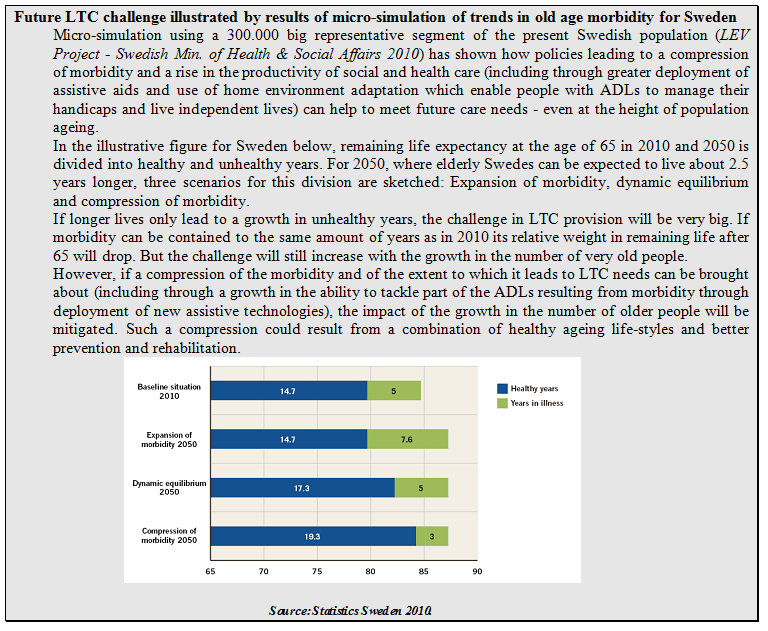 Future LTC challenge illustrated by results of micro-simulation of trends in old age morbidity for Sweden
Micro-simulation using a 300.000 big representative segment of the present Swedish population (LEV
Project - Swedish Min. of Health & Social Affairs 2010) has shown how policies leading to a compression
of morbidity and a rise in the productivity of social and health care (including through greater deployment of
assistive aids and use of home environment adaptation which enable people with ADLs to manage their
handicaps and live independent lives) can help to meet future care needs - even at the height of population
ageing.
In the illustrative figure for Sweden below, remaining life expectancy at the age of 65 in 2010 and 2050 is
divided into healthy and unhealthy years. For 2050, where elderly Swedes can be expected to live about 2.5
years longer, three scenarios for this division are sketched: Expansion of morbidity, dynamic equilibrium
and compression of morbidity.
If longer lives only lead to a growth in unhealthy years, the challenge in LTC provision will be very big. If
morbidity can be contained to the same amount of years as in 2010 its relative weight in remaining life after
65 will drop. But the challenge will still increase with the growth in the number of very old people.
However, if a compression of the morbidity and of the extent to which it leads to LTC needs can be brought
about (including through a growth in the ability to tackle part of the ADLs resulting from morbidity through
deployment of new assistive technologies), the impact of the growth in the number of older people will be
mitigated. Such a compression could result from a combination of healthy ageing life-styles and better
prevention and rehabilitation.
Baseline situation
2010
14.7 5
Healthy years
Years in illness
Expansion of
morbidity 2050
14.7 7.6
Dynamic equilibrium
2050
17.3 5
Compression of
morbidity 2050
19.3 3
65 70 75 80 85 90
Source: Statistics Sweden 2010.